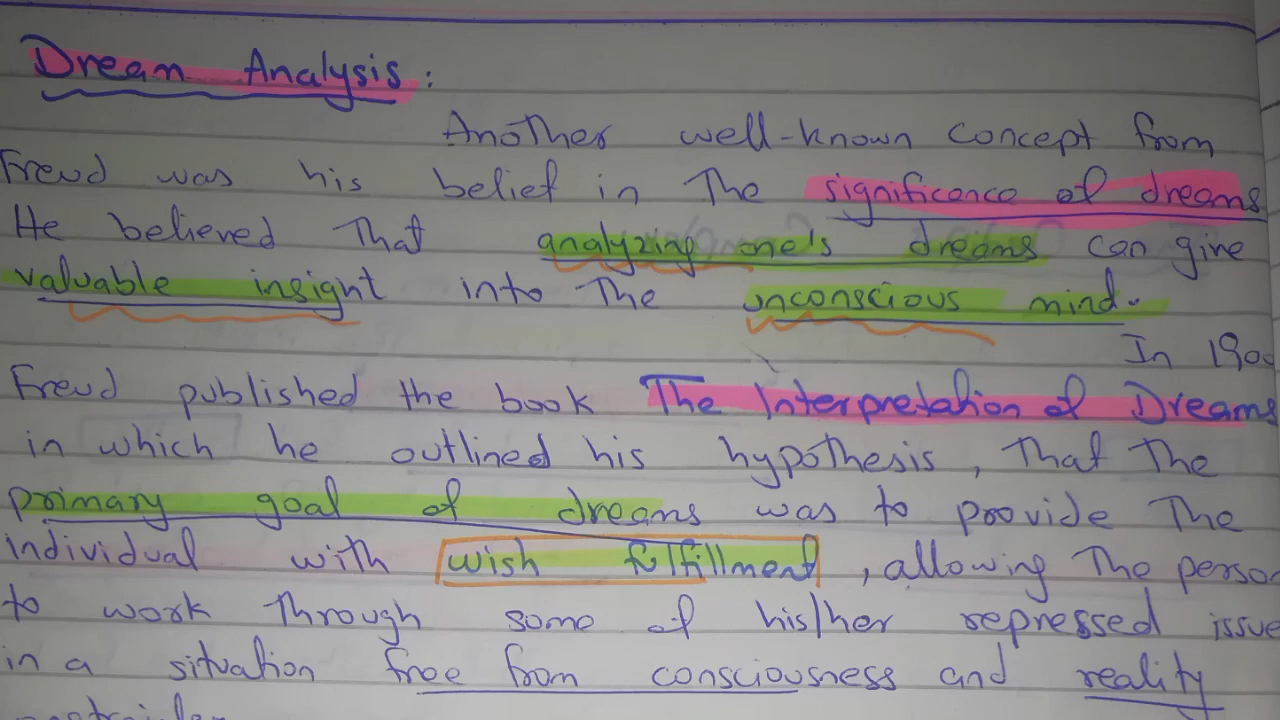 Dream Analysis:
Another well-known concept from
Freud was his belief in The significance of dreams
He believed That analyzing one's dreams can give
valuable insight into The unconscious mind.
In 1900
Freud published the book The Interpretation of Dreams
in which he outlined his hypothesis, That The
primary goal of dreams was to provide The
individual with wish fulfillment, allowing The person
to work Through some of his/her repressed issue
in a situation free from consciousness and reality